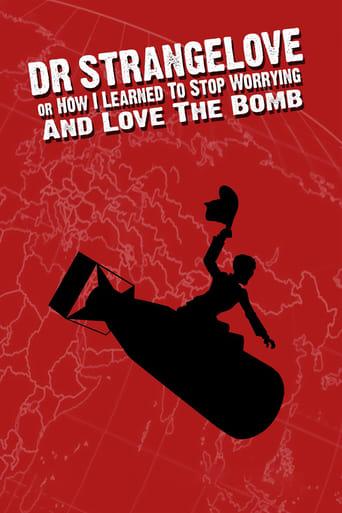 DR STRANGELOVE
OR HOW I LEARNED TO STOP WORRYING
AND LOVE THE BOMB